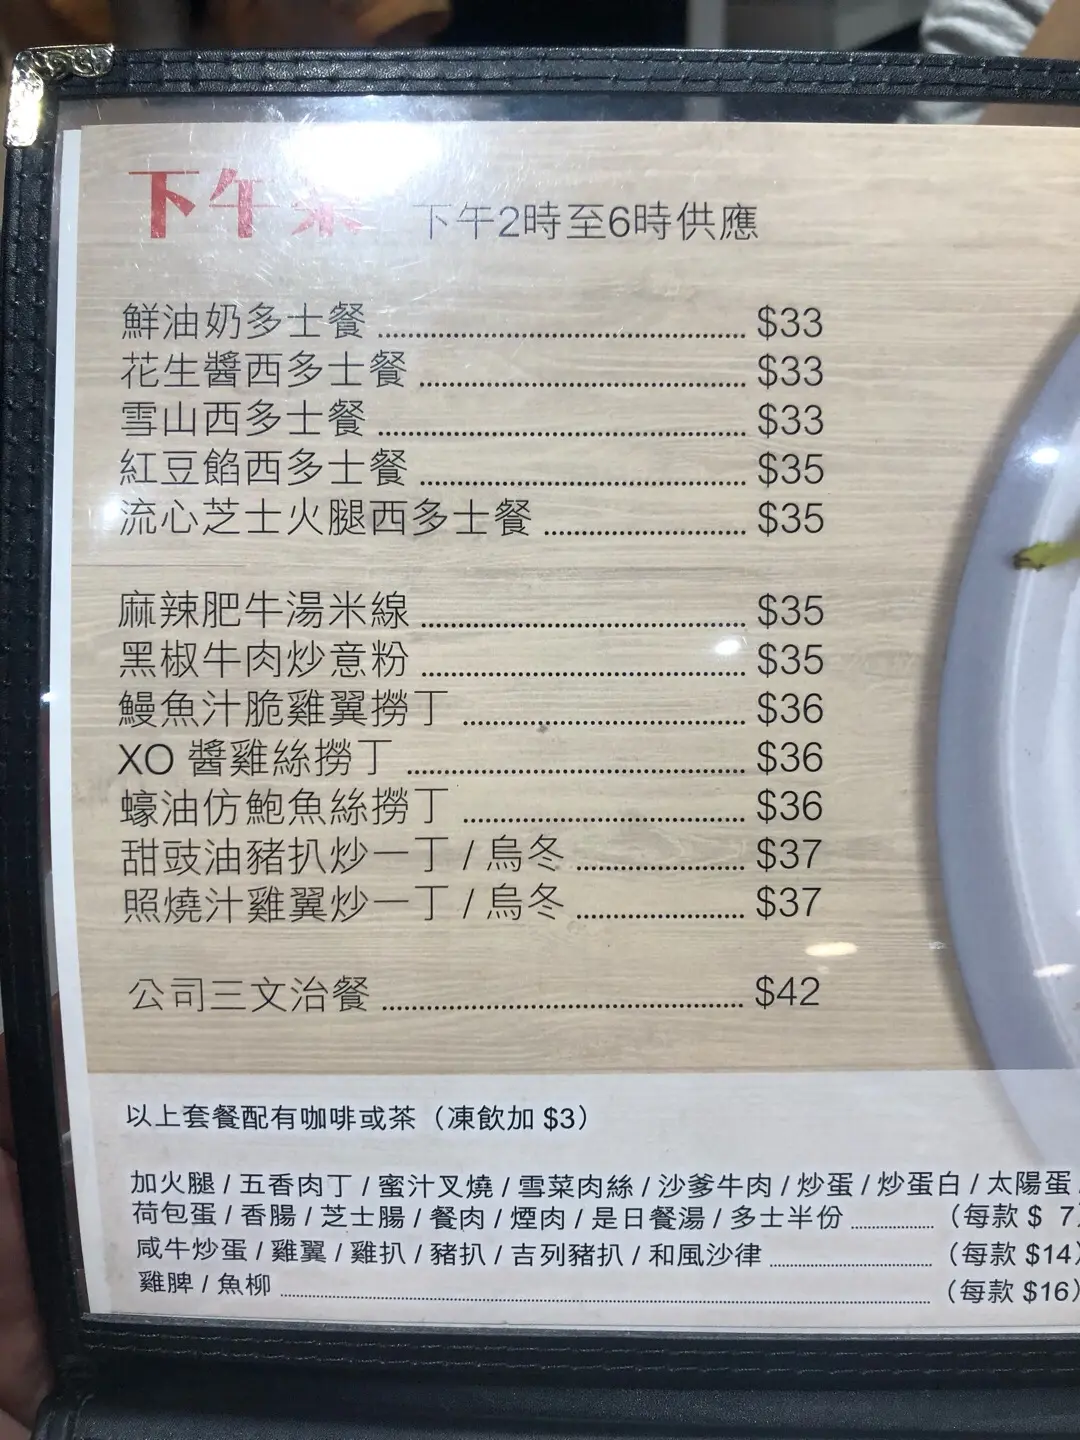 下午茶 下午2時至6時供應
鮮油奶多士餐 $33
花生醬西多士餐 $33
雪山西多士餐 $33
紅豆餡西多士餐 $35
流心芝士火腿西多士餐 $35
麻辣肥牛湯米線 $35
黑椒牛肉炒意粉 $35
鰻魚汁脆雞翼撈丁 $36
XO 醬雞絲撈丁 $36
蠔油仿鮑魚絲撈丁 $36
甜豉油豬扒炒一丁 / 烏冬 $37
照燒汁雞翼炒一丁 / 烏冬 $37
公司三文治餐 $42
以上套餐配有咖啡或茶（凍飲加 $3）
加火腿 / 五香肉丁 / 蜜汁叉燒 / 雪菜肉絲 / 沙爹牛肉 / 炒蛋 / 炒蛋白 / 太陽蛋 /
荷包蛋 / 香腸 / 芝士腸 / 餐肉 / 煙肉 / 是日餐湯 / 多士半份 （每款 $ 7）
咸牛炒蛋 / 雞翼 / 雞扒 / 豬扒 / 吉列豬扒 / 和風沙律 （每款 $14）
雞脾 / 魚柳 （每款 $16）